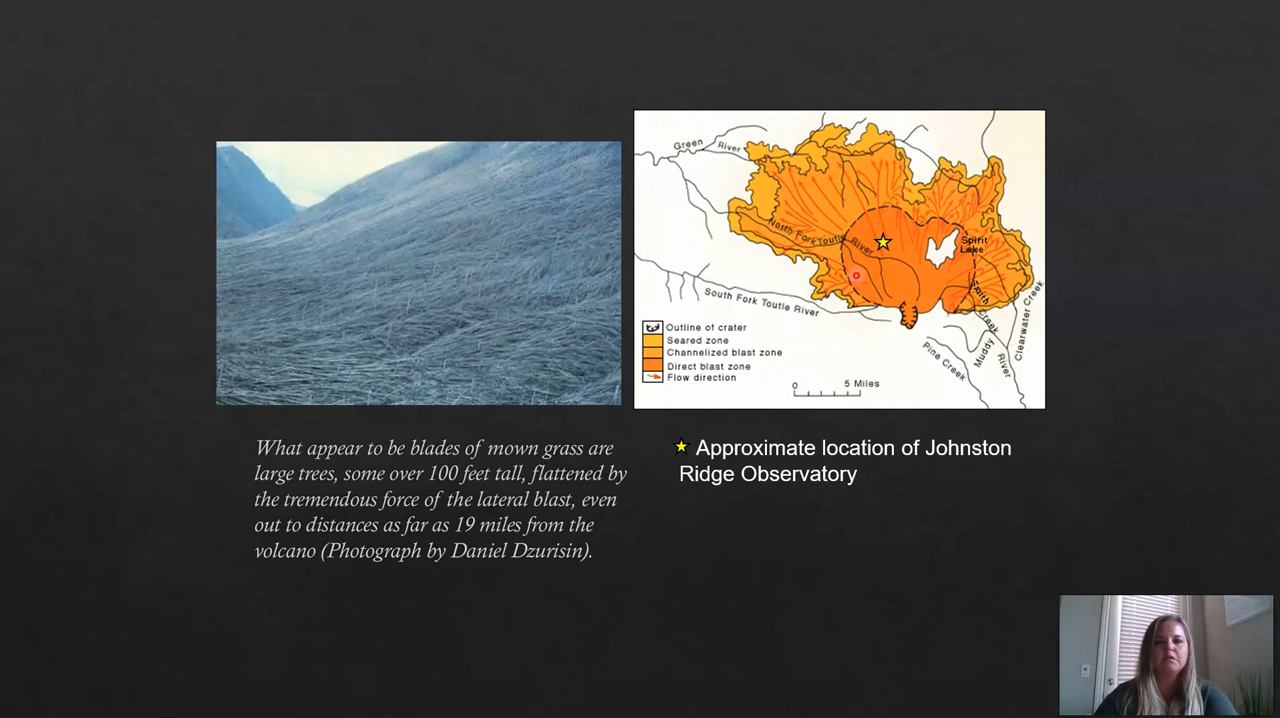 What appear to be blades of mown grass are
large trees, some over 100 feet tall, flattened by
the tremendous force of the lateral blast, even
out to distances as far as 19 miles from the
volcano (Photograph by Daniel Dzurisin).
Green River
North Fork Toutle River
Spirit
Lake
South Fork Toutle River
Smith
Creek
Muddy
River
Clearwater Creek
Pine Creek
Outline of crater
Seared zone
Channelized blast zone
Direct blast zone
Flow direction
0 5 Miles
Approximate location of Johnston
Ridge Observatory